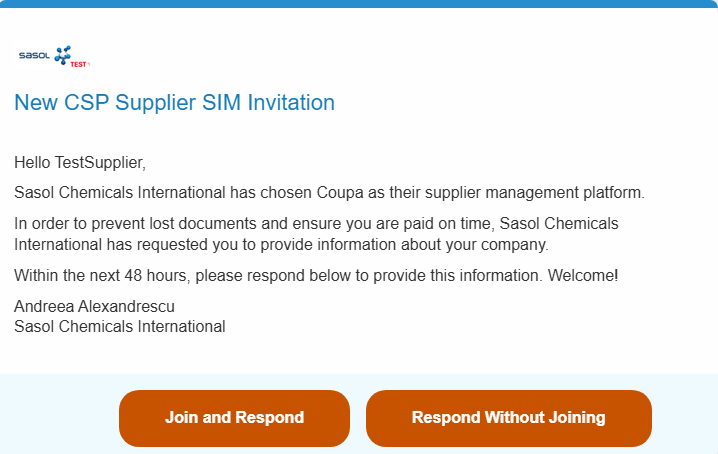 sasol
TEST
New CSP Supplier SIM Invitation
Hello TestSupplier,
Sasol Chemicals International has chosen Coupa as their supplier management platform.
In order to prevent lost documents and ensure you are paid on time, Sasol Chemicals
International has requested you to provide information about your company.
Within the next 48 hours, please respond below to provide this information. Welcome!
Andreea Alexandrescu
Sasol Chemicals International
Join and Respond
Respond Without Joining